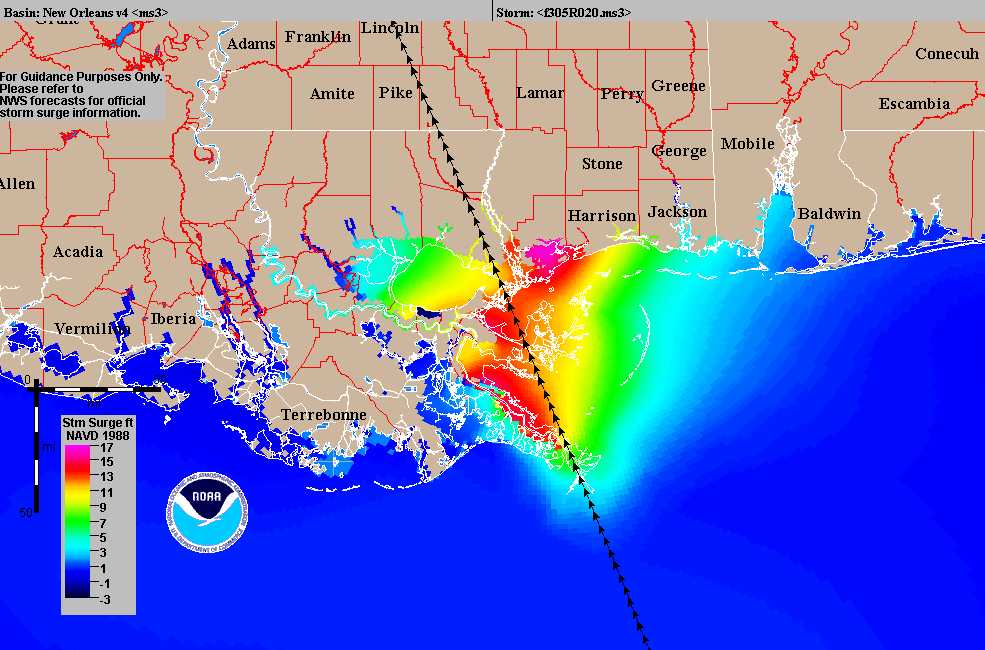 Basin: New Orleans v4 <ms3>
Storm: <f305R020.ms3>
Grant
Adams
Franklin
Lincoln
Conecuh
For Guidance Purposes Only.
Please refer to
NWS forecasts for official
storm surge information.
Amite
Pike
Lamar
Perry
Greene
Escambia
Stone
George
Mobile
Allen
Harrison
Jackson
Baldwin
Acadia
Vermilion
Iberia
0
mi
50
Terrebonne
Stm Surge ft
NAVD 1988
17
15
13
11
9
7
5
3
1
-1
-3
NOAA